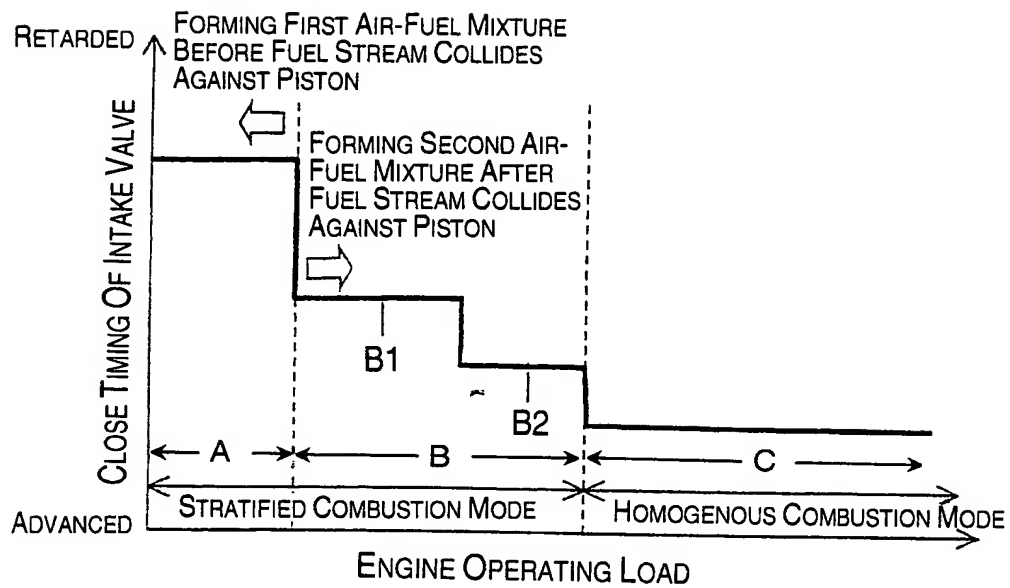 RETARDED
FORMING FIRST AIR-FUEL MIXTURE
BEFORE FUEL STREAM COLLIDES
AGAINST PISTON
FORMING SECOND AIR-
FUEL MIXTURE AFTER
FUEL STREAM COLLIDES
AGAINST PISTON
CLOSE TIMING OF INTAKE VALVE
B1
B2
A
B
C
STRATIFIED COMBUSTION MODE
HOMOGENOUS COMBUSTION MODE
ADVANCED
ENGINE OPERATING LOAD